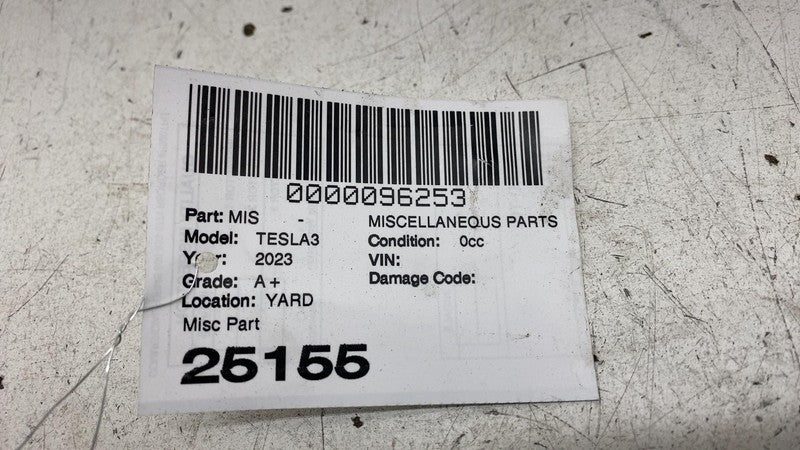 0000096253
Part: MIS - MISCELLANEOUS PARTS
Model: TESLA3 Condition: 0cc
Year: 2023 VIN:
Grade: A+ Damage Code:
Location: YARD
Misc Part
25155